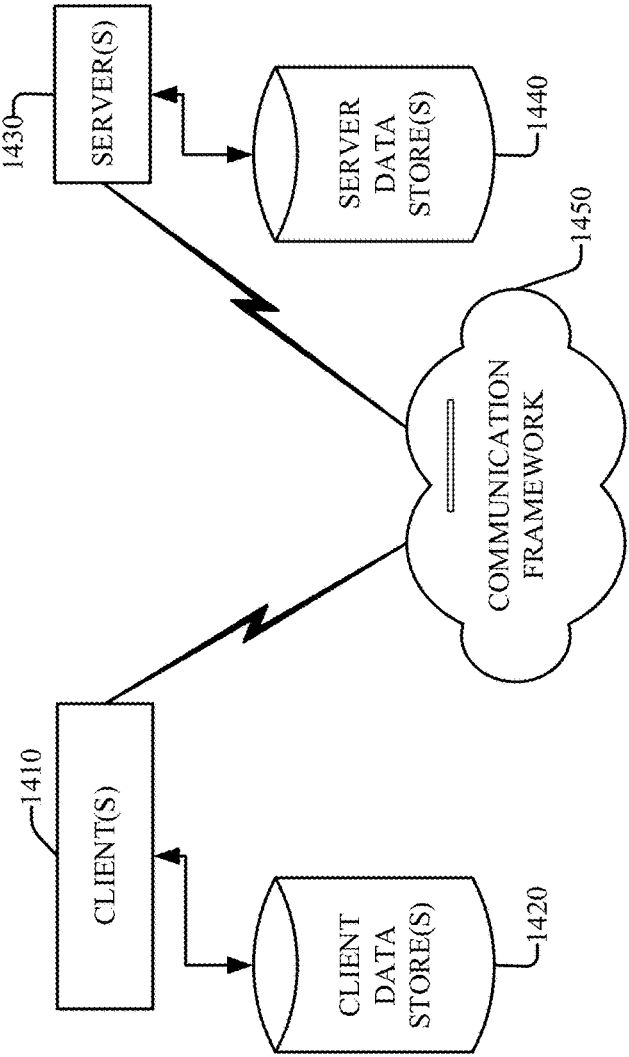 1410
CLIENT(S)
1430
SERVER(S)
CLIENT
DATA
STORE(S)
1420
SERVER
DATA
STORE(S)
1440
1450
COMMUNICATION
FRAMEWORK